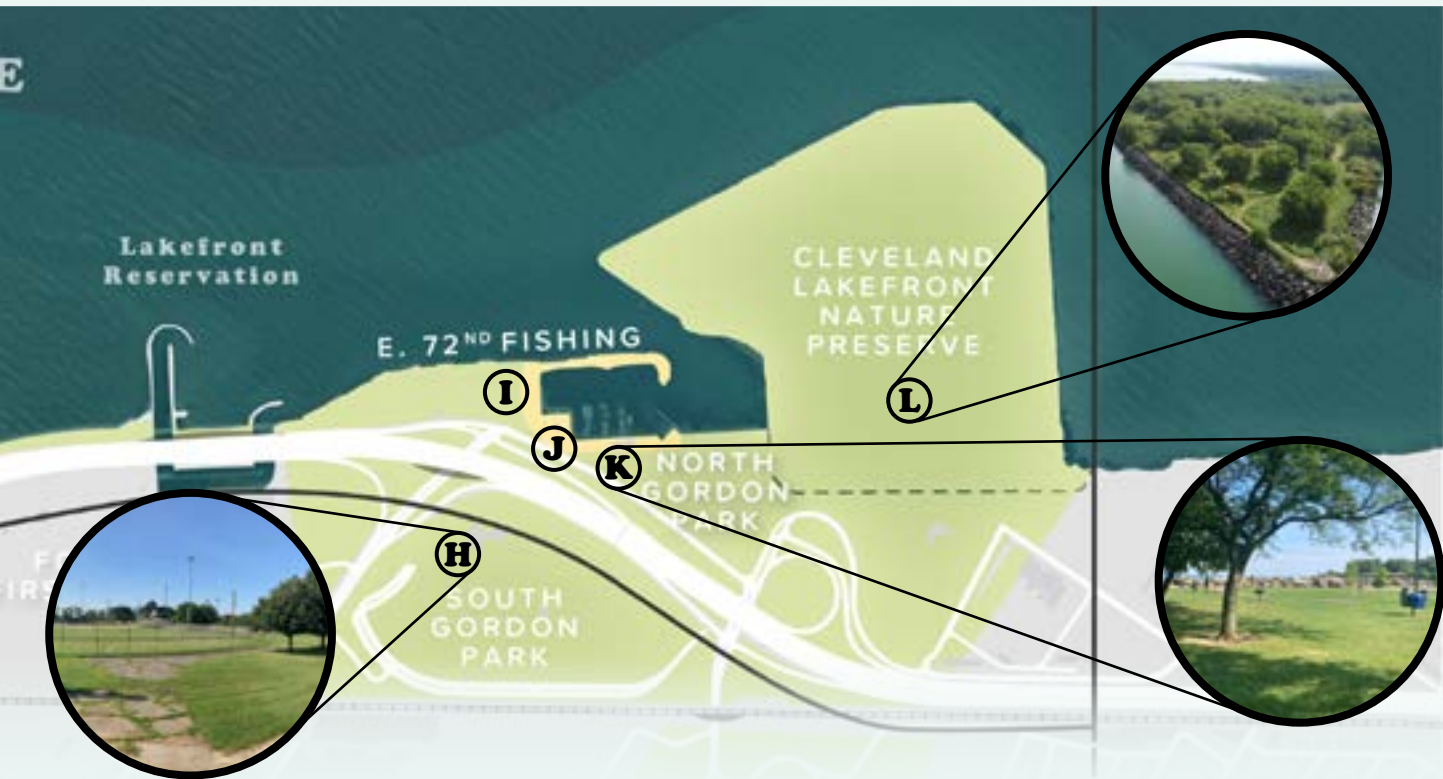 E
Lakefront
Reservation
E. 72ND FISHING
CLEVELAND
LAKEFRONT
NATURE
PRESERVE
I
L
J
K
NORTH
GORDON
PARK
H
SOUTH
GORDON
PARK